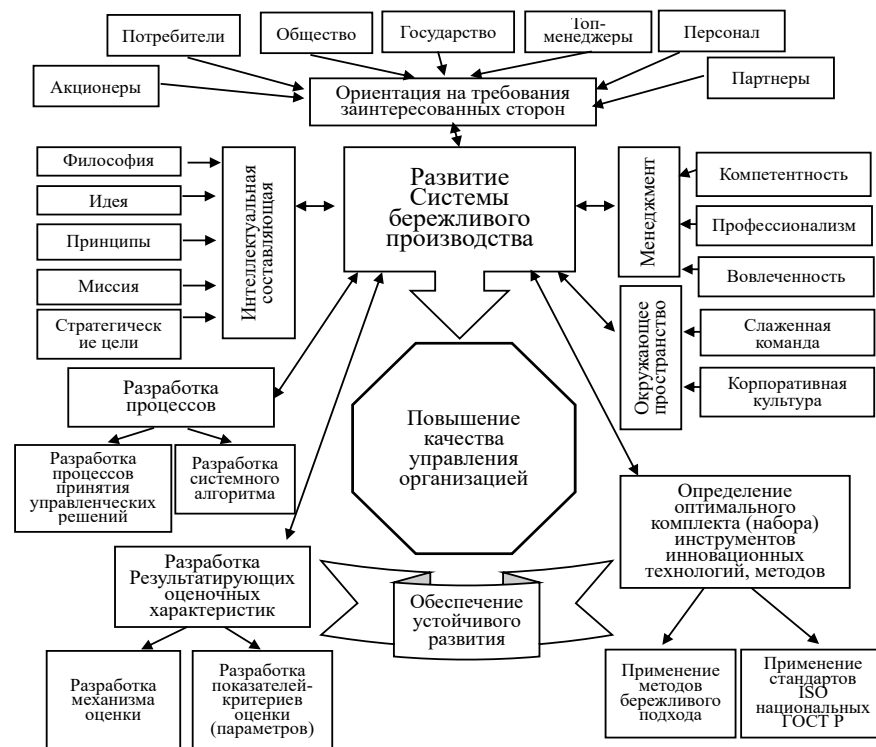 Потребители
Общество
Государство
Топ-
менеджеры
Персонал
Акционеры
Партнеры
Ориентация на требования
заинтересованных сторон
Философия
Идея
Принципы
Миссия
Стратегическ
ие цели
Интеллектуальная
составляющая
Развитие
Системы
бережливого
производства
Менеджмент
Компетентность
Профессионализм
Вовлеченность
Окружающее
пространство
Слаженная
команда
Корпоративная
культура
Разработка
процессов
Разработка
процессов
принятия
управленческих
решений
Разработка
системного
алгоритма
Повышение
качества
управления
организацией
Определение
оптимального
комплекта (набора)
инструментов
инновационных
технологий, методов
Разработка
Результатирующих
оценочных
характеристик
Обеспечение
устойчивого
развития
Разработка
механизма
оценки
Разработка
показателей-
критериев
оценки
(параметров)
Применение
методов
бережливого
подхода
Применение
стандартов
ISO
национальных
ГОСТ Р